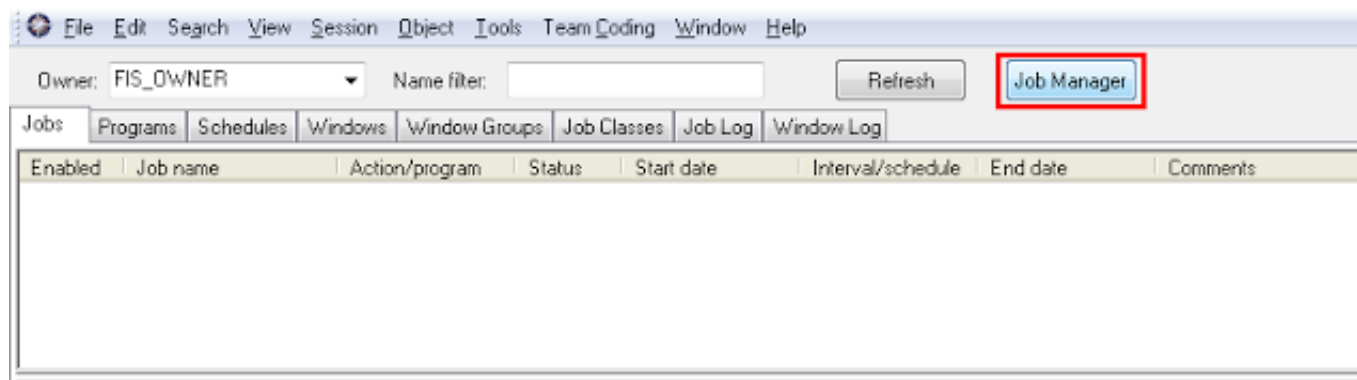 File Edit Search View Session Object Tools Team Coding Window Help
Owner: FIS_OWNER Name filter: Refresh Job Manager
Jobs Programs Schedules Windows Window Groups Job Classes Job Log Window Log
Enabled Job name Action/program Status Start date Interval/schedule End date Comments